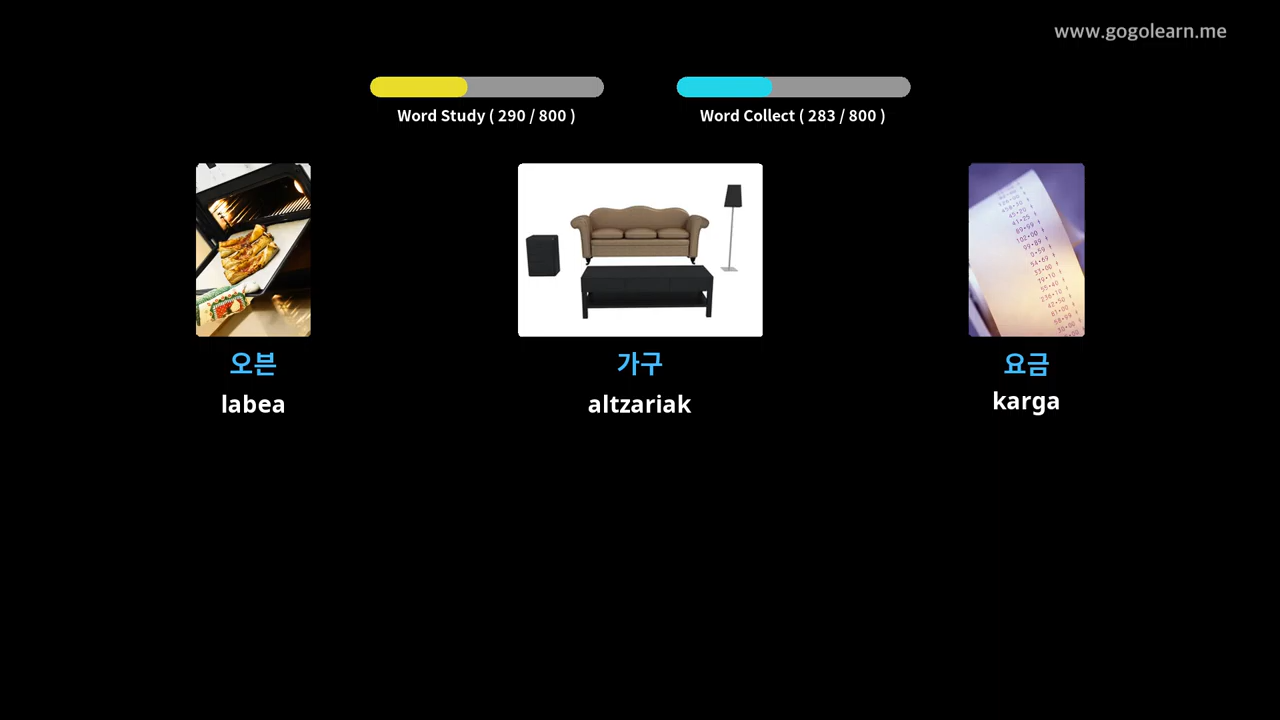 www.gogolearn.me
Word Study ( 290 / 800 )
Word Collect ( 283 / 800 )
오븐
가구
요금
labea
altzariak
karga